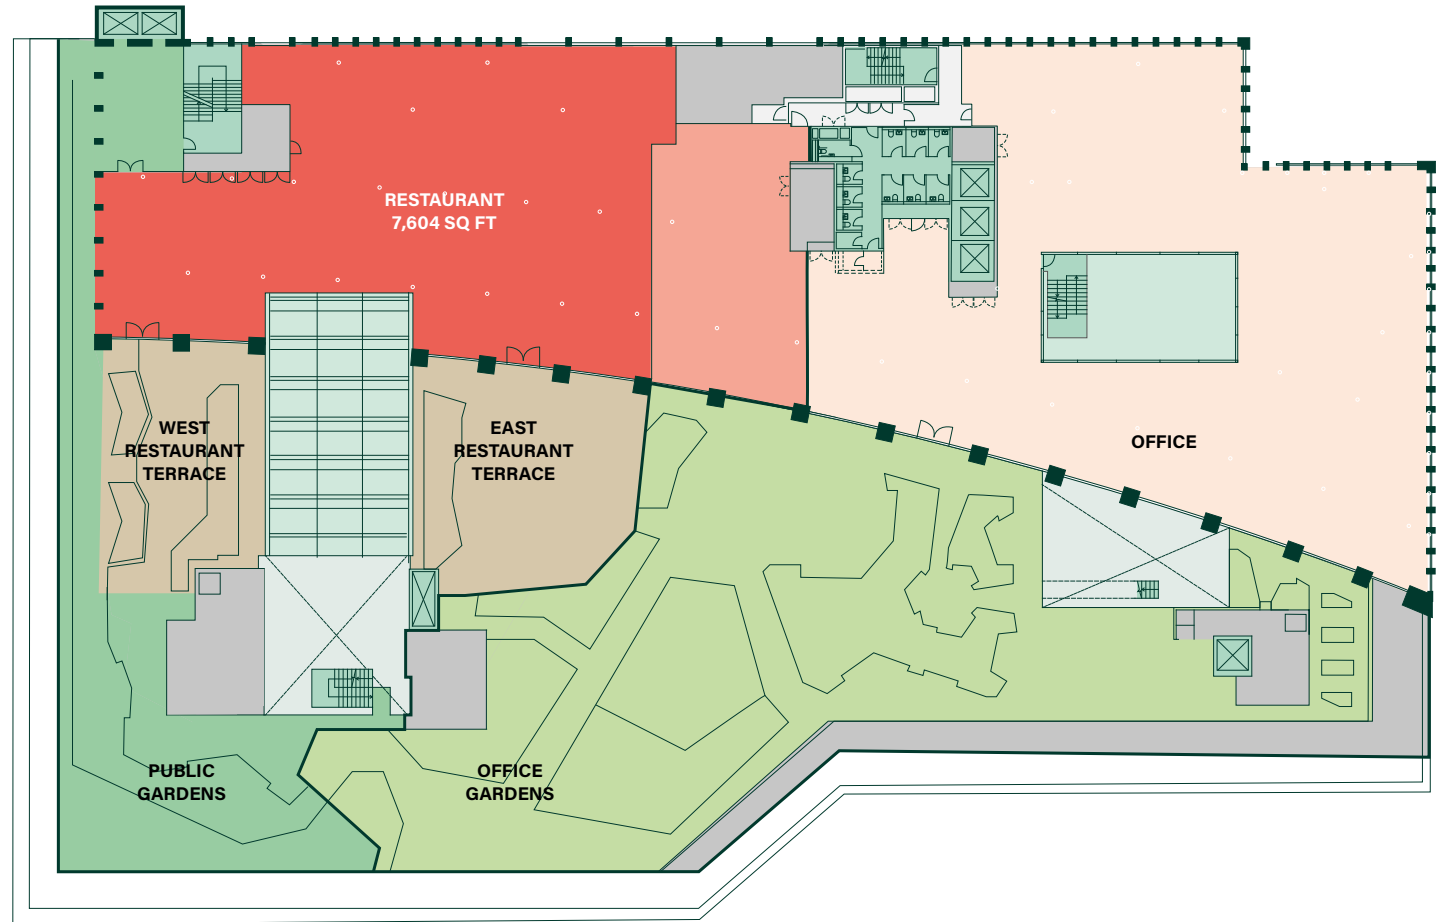 RESTAURANT
7,604 SQ FT
WEST
RESTAURANT
TERRACE
EAST
RESTAURANT
TERRACE
OFFICE
PUBLIC
GARDENS
OFFICE
GARDENS